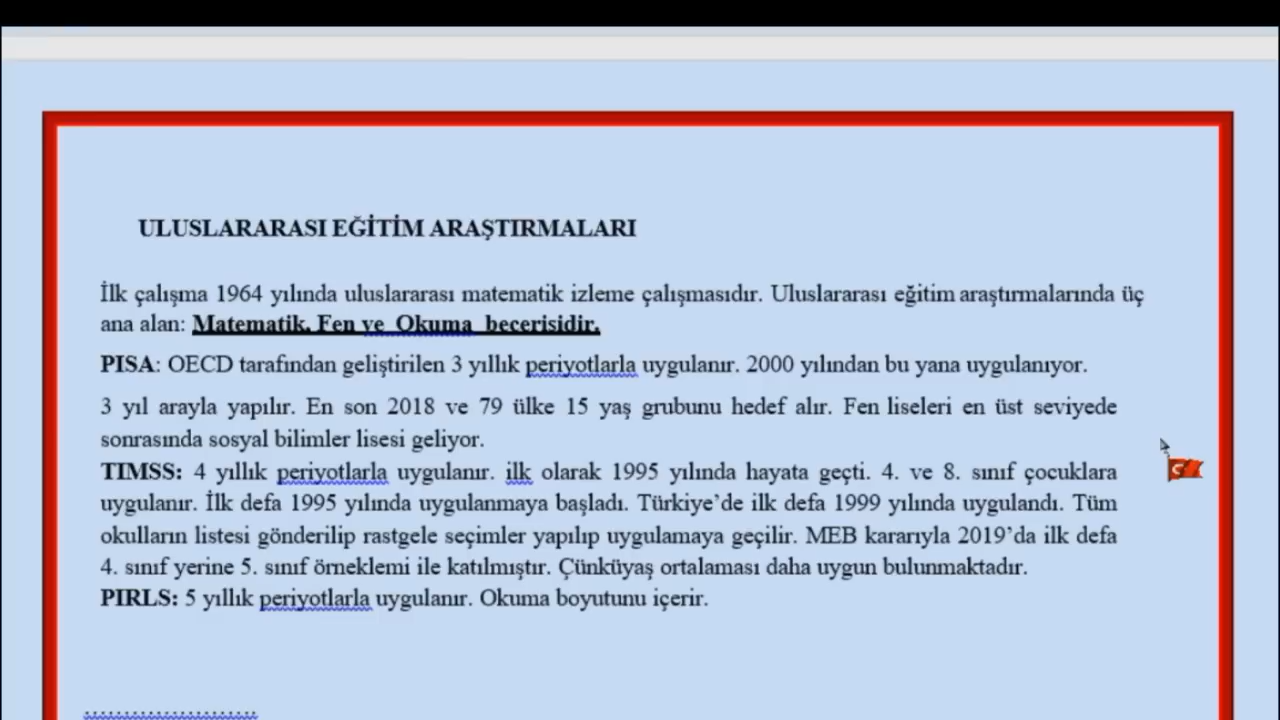 ULUSLARARASI EĞİTİM ARAŞTIRMALARI
İlk çalışma 1964 yılında uluslararası matematik izleme çalışmasıdır. Uluslararası eğitim araştırmalarında üç
ana alan: Matematik, Fen ve Okuma becerisidir.
PISA: OECD tarafından geliştirilen 3 yıllık periyotlarla uygulanır. 2000 yılından bu yana uygulanıyor.
3 yıl arayla yapılır. En son 2018 ve 79 ülke 15 yaş grubunu hedef alır. Fen liseleri en üst seviyede
sonrasında sosyal bilimler lisesi geliyor.
TIMSS: 4 yıllık periyotlarla uygulanır. ilk olarak 1995 yılında hayata geçti. 4. ve 8. sınıf çocuklara
uygulanır. İlk defa 1995 yılında uygulanmaya başladı. Türkiye’de ilk defa 1999 yılında uygulandı. Tüm
okulların listesi gönderilip rastgele seçimler yapılıp uygulamaya geçilir. MEB kararıyla 2019’da ilk defa
4. sınıf yerine 5. sınıf örneklemi ile katılmıştır. Çünküyaş ortalaması daha uygun bulunmaktadır.
PIRLS: 5 yıllık periyotlarla uygulanır. Okuma boyutunu içerir.